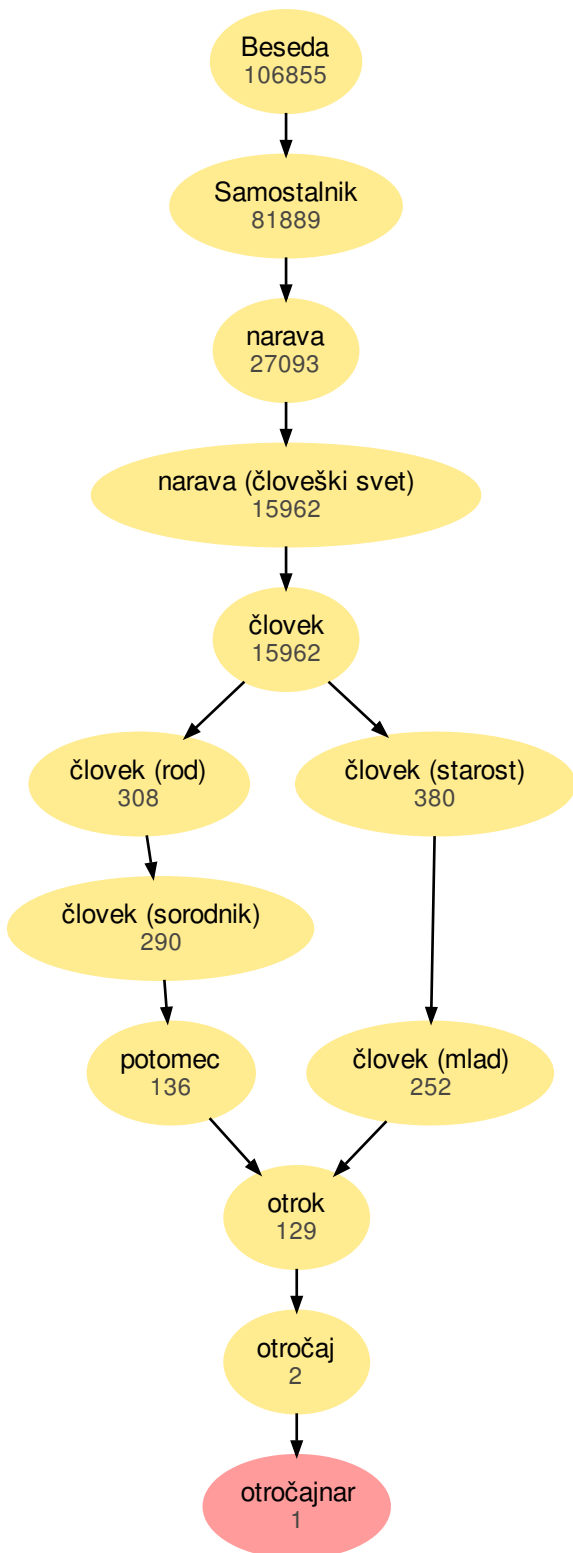 Beseda
106855
Samostalnik
81889
narava
27093
narava (človeški svet)
15962
človek
15962
človek (rod)
308
človek (starost)
380
človek (sorodnik)
290
potomec
136
človek (mlad)
252
otrok
129
otročaj
2
otročajnar
1